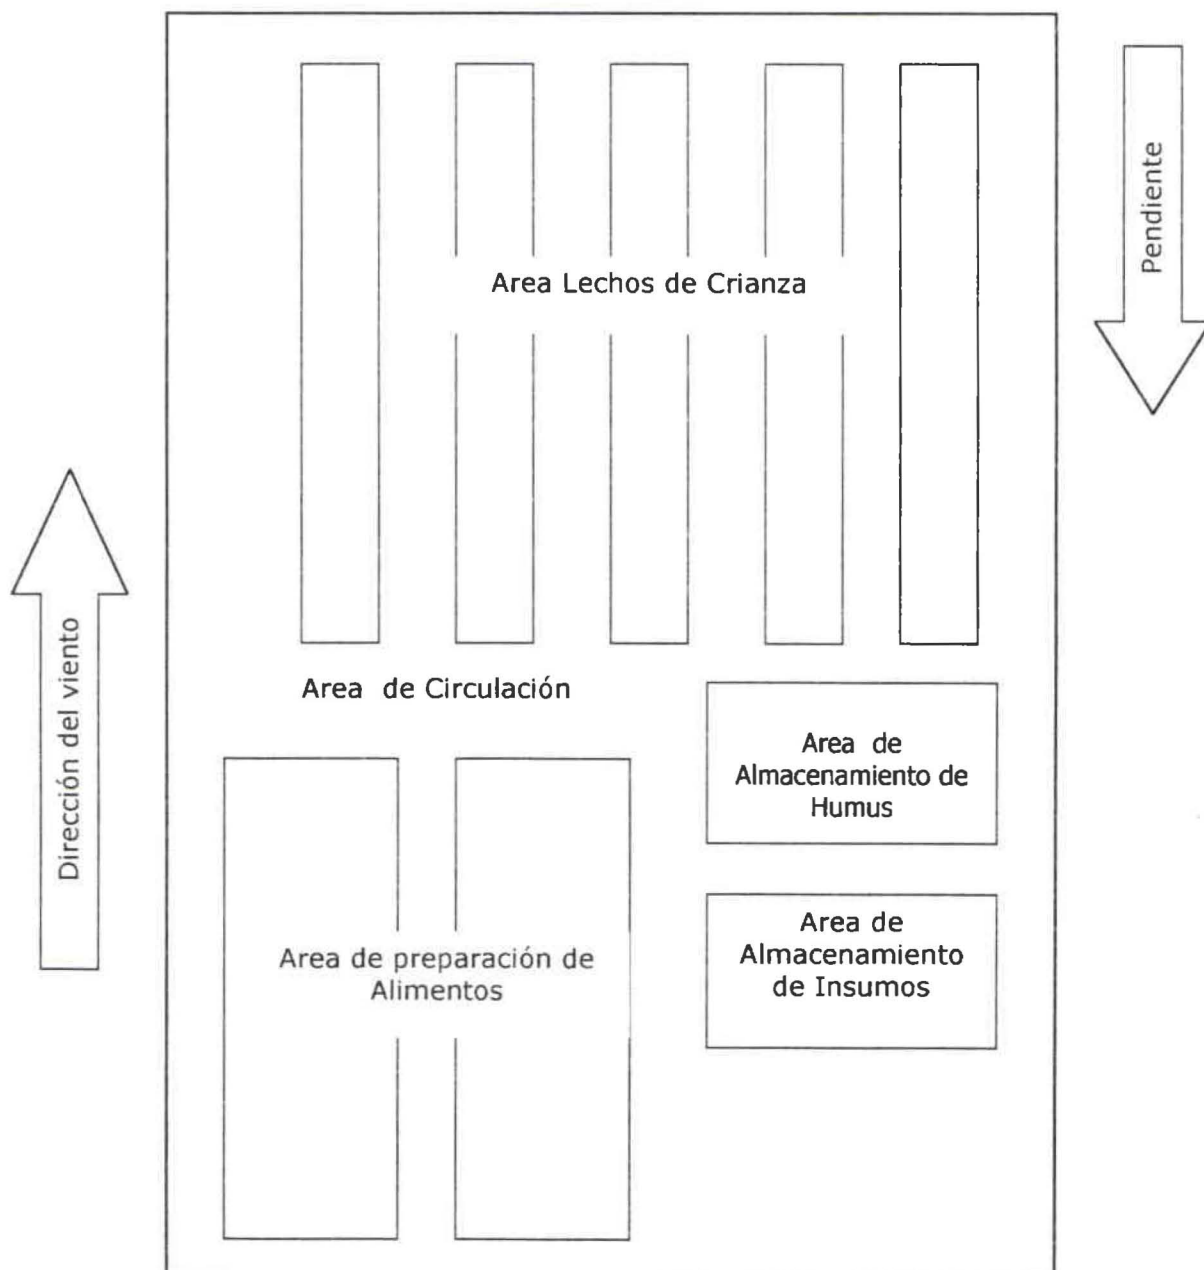 Pendiente
Area Lechos de Crianza
Dirección del viento
Area de Circulación
Area de
Almacenamiento de
Humus
Area de preparación de
Alimentos
Area de
Almacenamiento
de Insumos